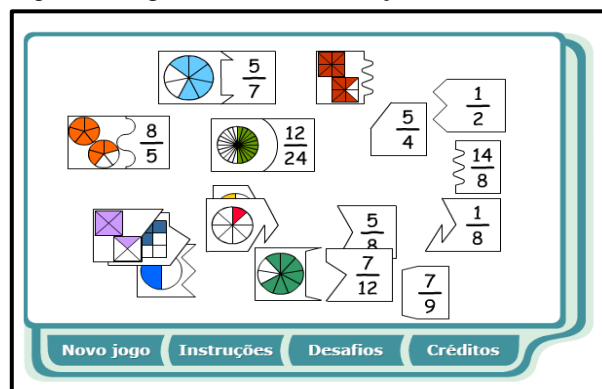 5/7
1/2
5/4
8/5
12/24
14/8
5/8
1/8
7/12
7/9
Novo jogo
Instruções
Desafios
Créditos